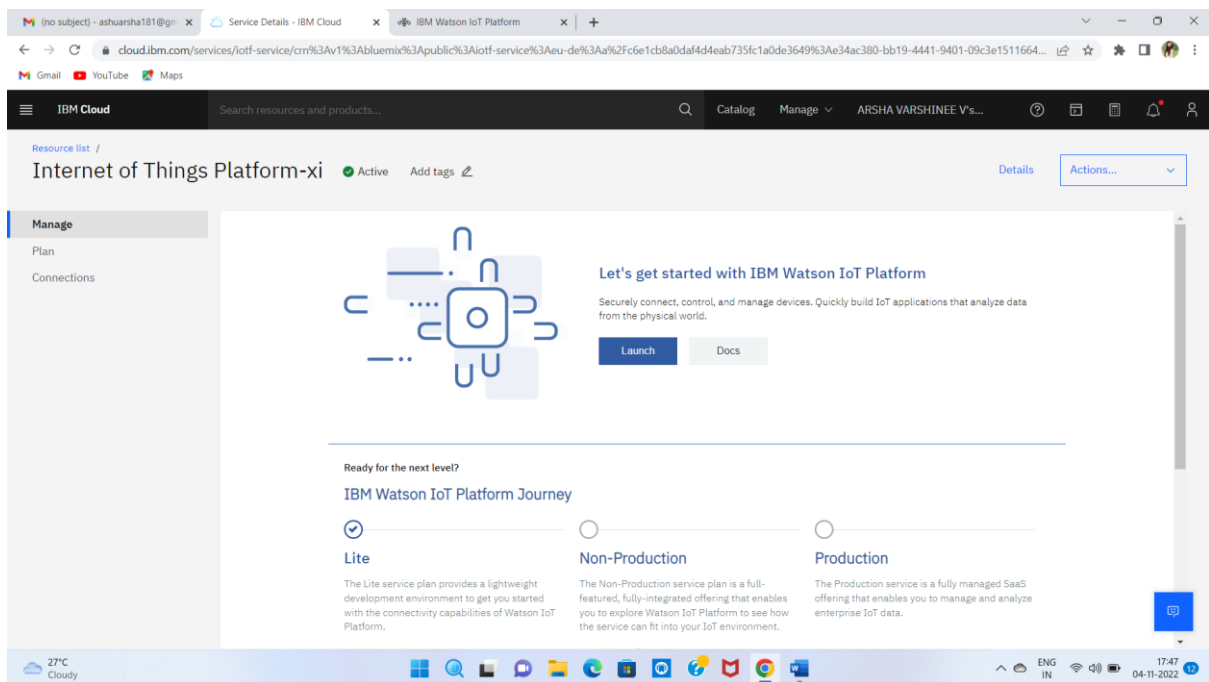 (no subject) - ashuarsha181@gm
Service Details - IBM Cloud
IBM Watson IoT Platform
cloud.ibm.com/services/iotf-service/crn%3Av1%3Abluemix%3Apublic%3Aiotf-service%3Aeu-de%3Aa%2Fc6e1cb8a0daf4d4eab735fc1a0de3649%3Ae34ac380-bb19-4441-9401-09c3e1511664...
Gmail
YouTube
Maps
IBM Cloud
Search resources and products...
Catalog
Manage
ARSHA VARSHINEE V's...
Resource list /
Internet of Things Platform-xi
Active
Add tags
Details
Actions...
Manage
Plan
Connections
Let's get started with IBM Watson IoT Platform
Securely connect, control, and manage devices. Quickly build IoT applications that analyze data
from the physical world.
Launch
Docs
Ready for the next level?
IBM Watson IoT Platform Journey
Lite
The Lite service plan provides a lightweight
development environment to get you started
with the connectivity capabilities of Watson IoT
Platform.
Non-Production
The Non-Production service plan is a full-
featured, fully-integrated offering that enables
you to explore Watson IoT Platform to see how
the service can fit into your IoT environment.
Production
The Production service is a fully managed SaaS
offering that enables you to manage and analyze
enterprise IoT data.
27°C
Cloudy
ENG
IN
17:47
04-11-2022
12